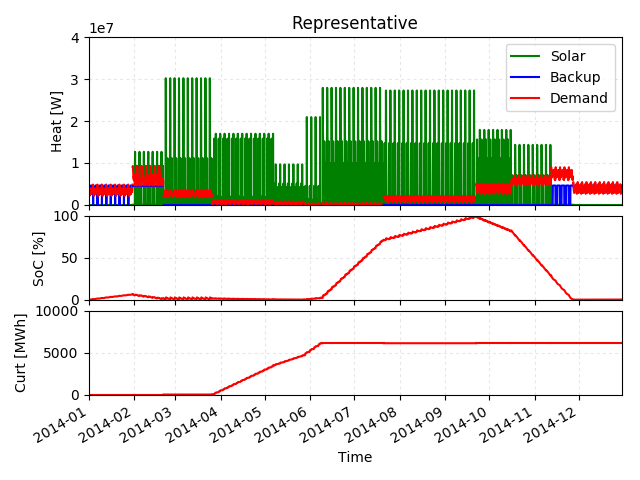 Representative
1e7
4
3
2
1
0
Heat [W]
Solar
Backup
Demand
100
50
0
SoC [%]
10000
5000
0
Curt [MWh]
2014-01
2014-02
2014-03
2014-04
2014-05
2014-06
2014-07
2014-08
2014-09
2014-10
2014-11
2014-12
Time